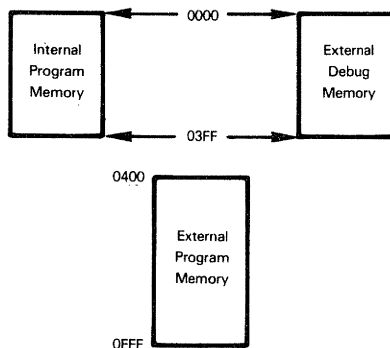 0000
Internal
Program
Memory
External
Debug
Memory
03FF
0400
External
Program
Memory
0FFF